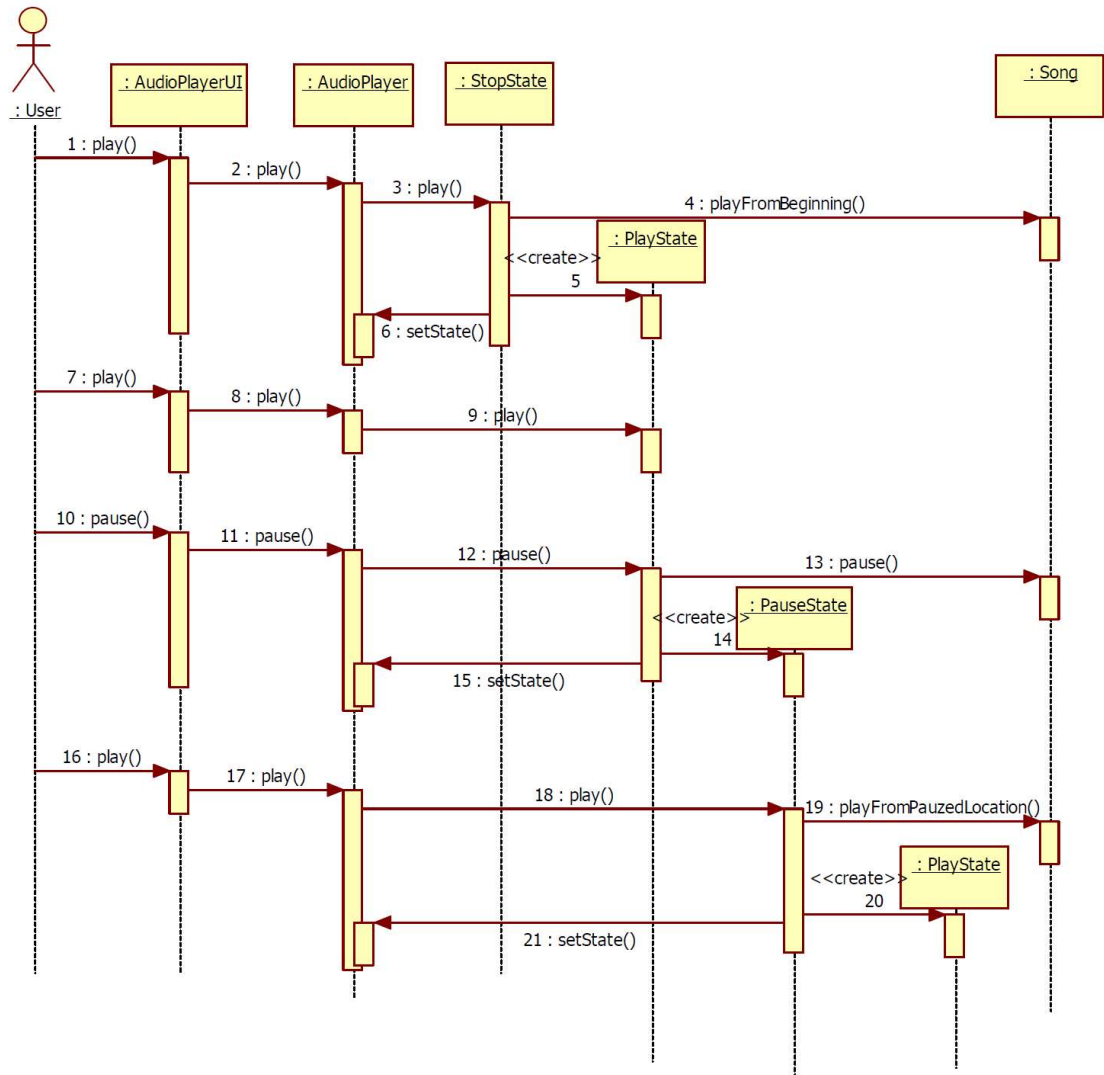 : User
: AudioPlayerUI
: AudioPlayer
: StopState
: Song
1 : play()
2 : play()
3 : play()
4 : playFromBeginning()
: PlayState
<<create>>
5
6 : setState()
7 : play()
8 : play()
9 : play()
10 : pause()
11 : pause()
12 : pause()
13 : pause()
: PauseState
<<create>>
14
15 : setState()
16 : play()
17 : play()
18 : play()
19 : playFromPauzedLocation()
: PlayState
<<create>>
20
21 : setState()